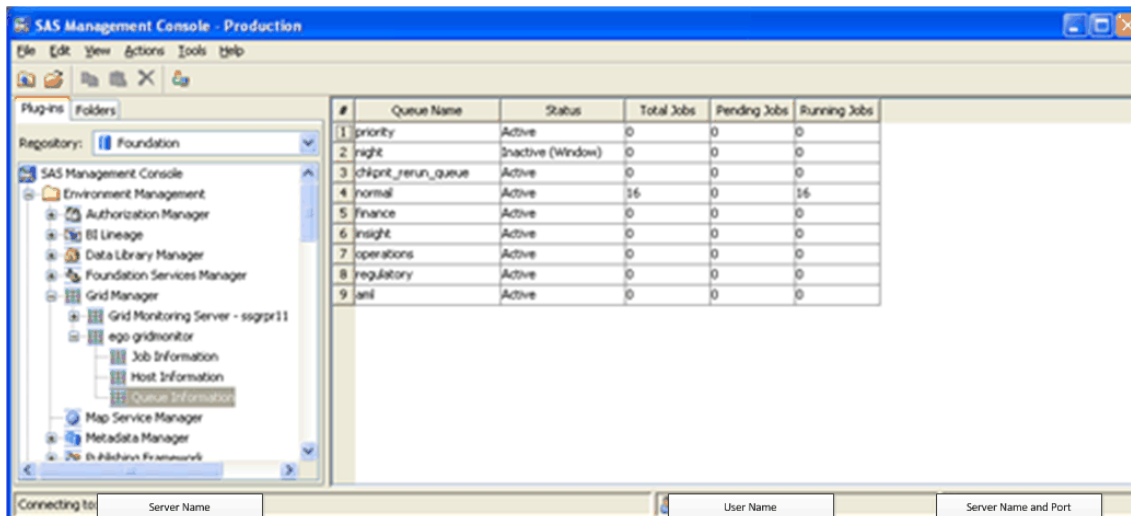 SAS Management Console - Production
File Edit View Actions Tools Help
Plug-ins Folders
Repository: Foundation
SAS Management Console
Environment Management
Authorization Manager
BI Lineage
Data Library Manager
Foundation Services Manager
Grid Manager
Grid Monitoring Server - ssgrpr11
ego gridmonitor
Job Information
Host Information
Queue Information
Map Service Manager
Metadata Manager
Publishing Framework
# Queue Name Status Total Jobs Pending Jobs Running Jobs
1 priority Active 0 0 0
2 night Inactive (Window) 0 0 0
3 chkpnt_rerun_queue Active 0 0 0
4 normal Active 16 0 16
5 finance Active 0 0 0
6 insight Active 0 0 0
7 operations Active 0 0 0
8 regulatory Active 0 0 0
9 aml Active 0 0 0
Connecting to: Server Name User Name Server Name and Port